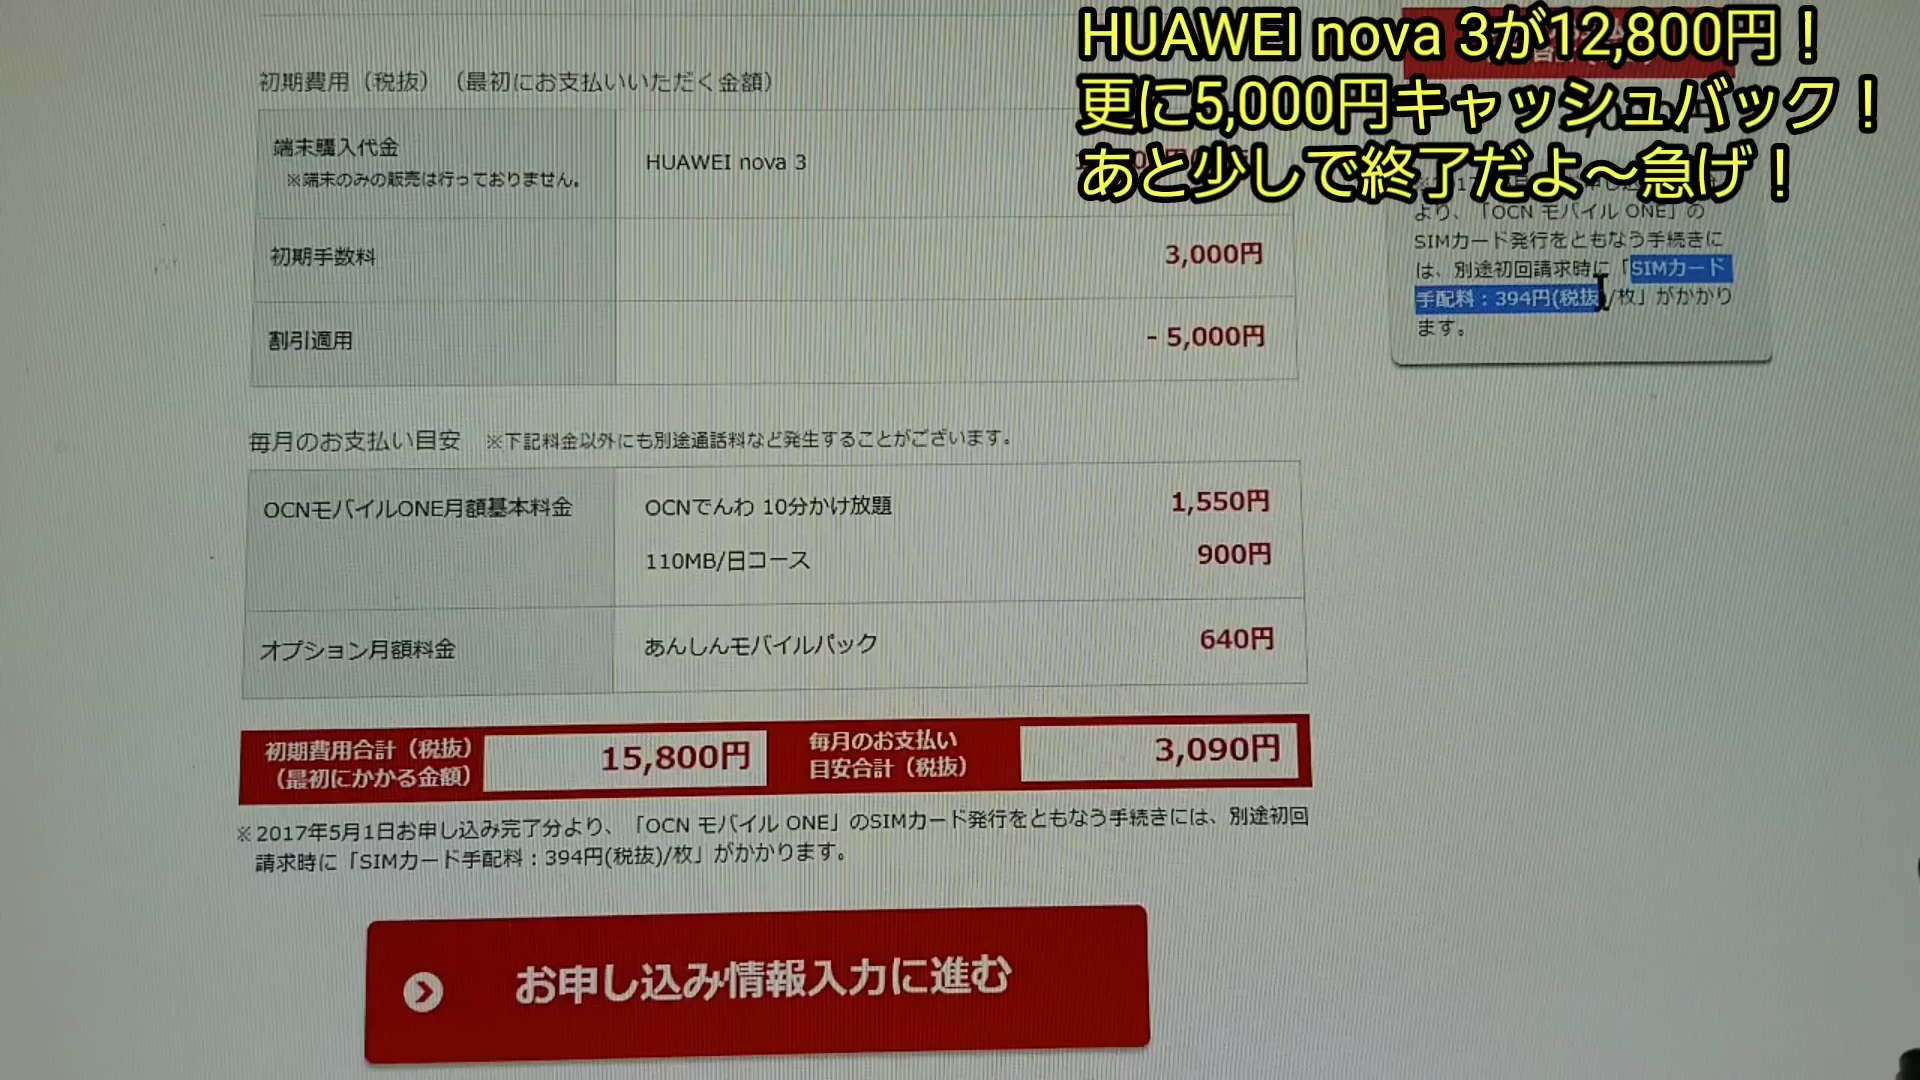 HUAWEI nova 3が12,800円！
更に5,000円キャッシュバック！
あと少しで終了だよ～急げ！
初期費用（税抜）（最初にお支払いいただく金額）
端末購入代金
※端末のみの販売は行っておりません。
HUAWEI nova 3
初期手数料
3,000円
割引適用
- 5,000円
より、「OCN モバイル ONE」の
SIMカード発行をともなう手続きに
は、別途初回請求時に「SIMカード
手配料：394円(税抜)/枚」がかかり
ます。
毎月のお支払い目安 ※下記料金以外にも別途通話料など発生することがございます。
OCNモバイルONE月額基本料金
OCNでんわ 10分かけ放題
1,550円
110MB/日コース
900円
オプション月額料金
あんしんモバイルパック
640円
初期費用合計（税抜）
（最初にかかる金額）
15,800円
毎月のお支払い
目安合計（税抜）
3,090円
※2017年5月1日お申し込み完了分より、「OCN モバイル ONE」のSIMカード発行をともなう手続きには、別途初回
請求時に「SIMカード手配料：394円(税抜)/枚」がかかります。
お申し込み情報入力に進む